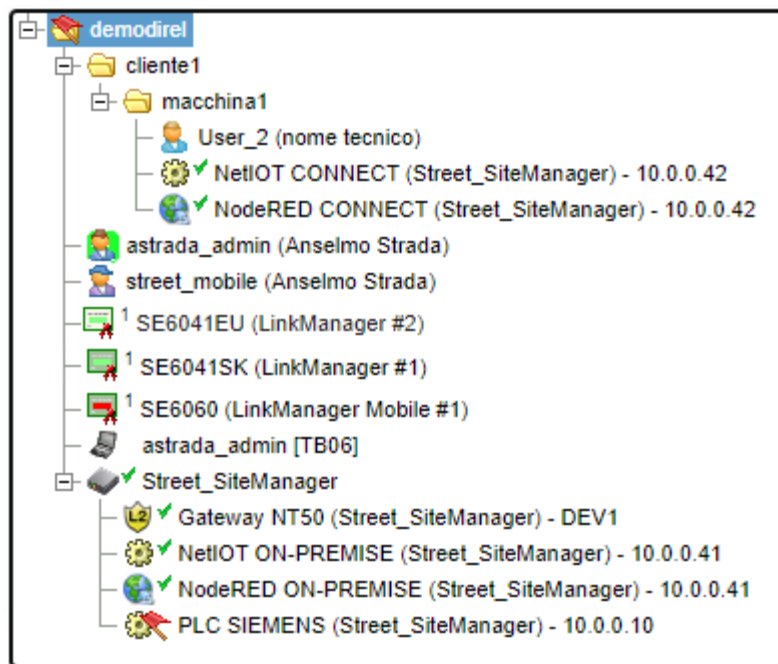 demodirel
cliente1
macchina1
User_2 (nome tecnico)
NetIOT CONNECT (Street_SiteManager) - 10.0.0.42
NodeRED CONNECT (Street_SiteManager) - 10.0.0.42
astrada_admin (Anselmo Strada)
street_mobile (Anselmo Strada)
1 SE6041EU (LinkManager #2)
1 SE6041SK (LinkManager #1)
1 SE6060 (LinkManager Mobile #1)
astrada_admin [TB06]
Street_SiteManager
L2 Gateway NT50 (Street_SiteManager) - DEV1
NetIOT ON-PREMISE (Street_SiteManager) - 10.0.0.41
NodeRED ON-PREMISE (Street_SiteManager) - 10.0.0.41
PLC SIEMENS (Street_SiteManager) - 10.0.0.10